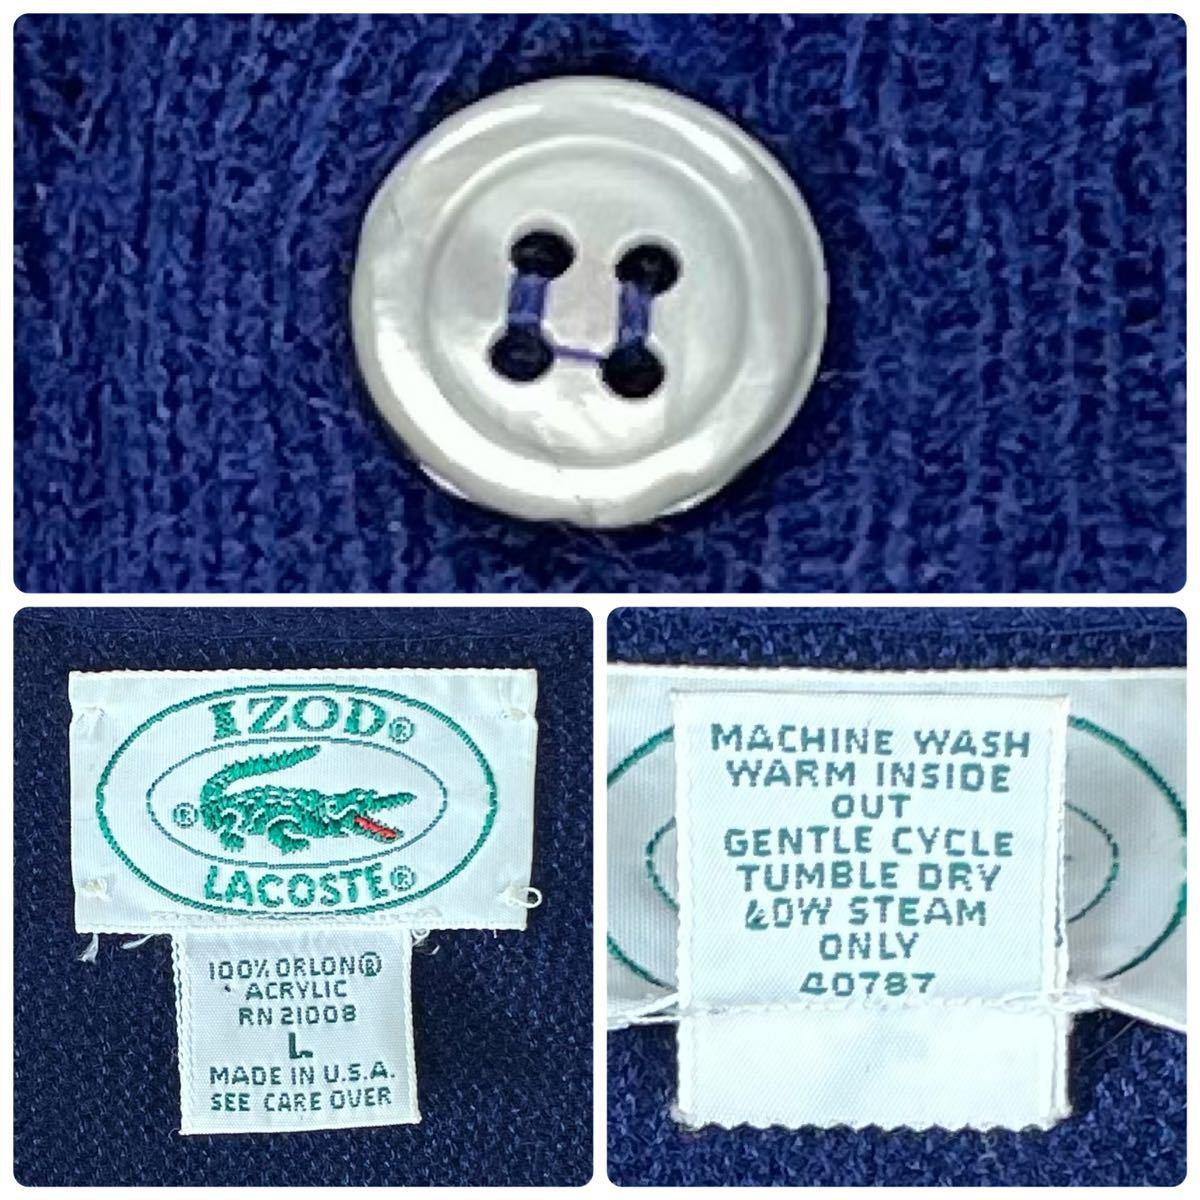 IZOD®
®
LACOSTE®
100% ORLON®
ACRYLIC
RN 21008
L
MADE IN U.S.A.
SEE CARE OVER
MACHINE WASH
WARM INSIDE
OUT
GENTLE CYCLE
TUMBLE DRY
LOW STEAM
ONLY
40787